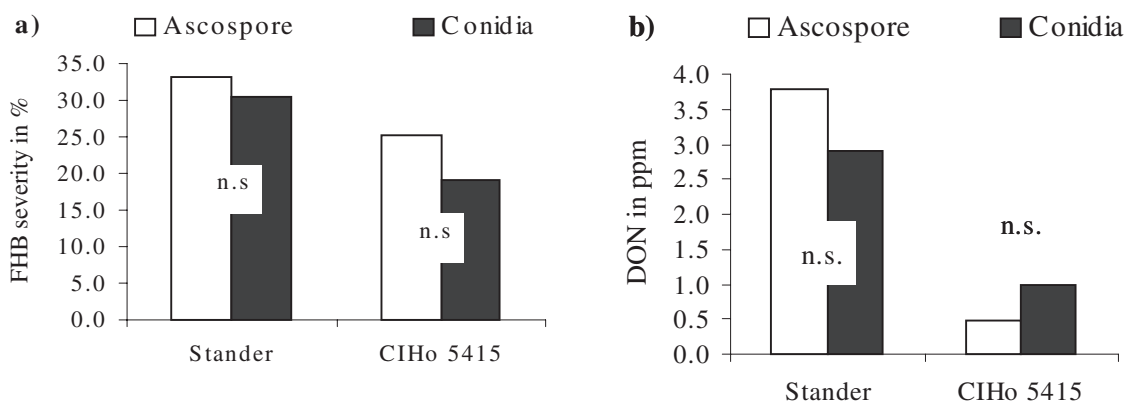 a) Ascospore Conidia
FHB severity in %
35.0
30.0
25.0
20.0
15.0
10.0
5.0
0.0
n.s
n.s
Stander CIHo 5415
b) Ascospore Conidia
DON in ppm
4.0
3.5
3.0
2.5
2.0
1.5
1.0
0.5
0.0
n.s.
n.s.
Stander CIHo 5415